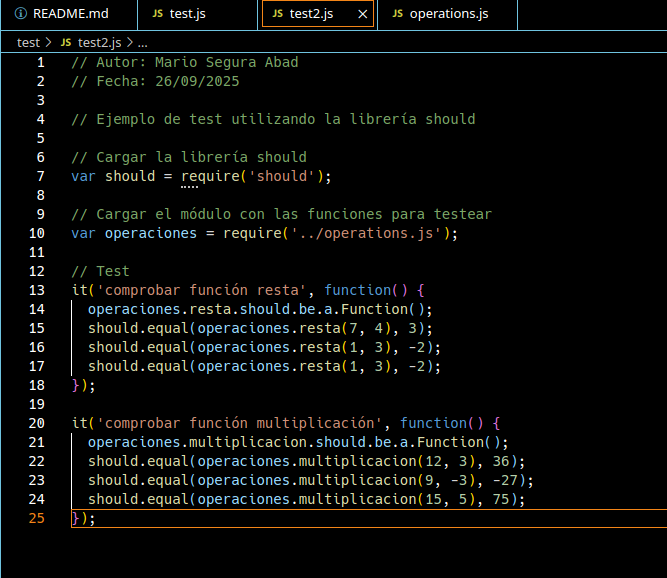 README.md JS test.js JS test2.js × JS operations.js
test > JS test2.js > ...
1 // Autor: Mario Segura Abad
2 // Fecha: 26/09/2025
3
4 // Ejemplo de test utilizando la librería should
5
6 // Cargar la librería should
7 var should = require('should');
8
9 // Cargar el módulo con las funciones para testear
10 var operaciones = require('../operations.js');
11
12 // Test
13 it('comprobar función resta', function() {
14   operaciones.resta.should.be.a.Function();
15   should.equal(operaciones.resta(7, 4), 3);
16   should.equal(operaciones.resta(1, 3), -2);
17   should.equal(operaciones.resta(1, 3), -2);
18 });
19
20 it('comprobar función multiplicación', function() {
21   operaciones.multiplicacion.should.be.a.Function();
22   should.equal(operaciones.multiplicacion(12, 3), 36);
23   should.equal(operaciones.multiplicacion(9, -3), -27);
24   should.equal(operaciones.multiplicacion(15, 5), 75);
25 });